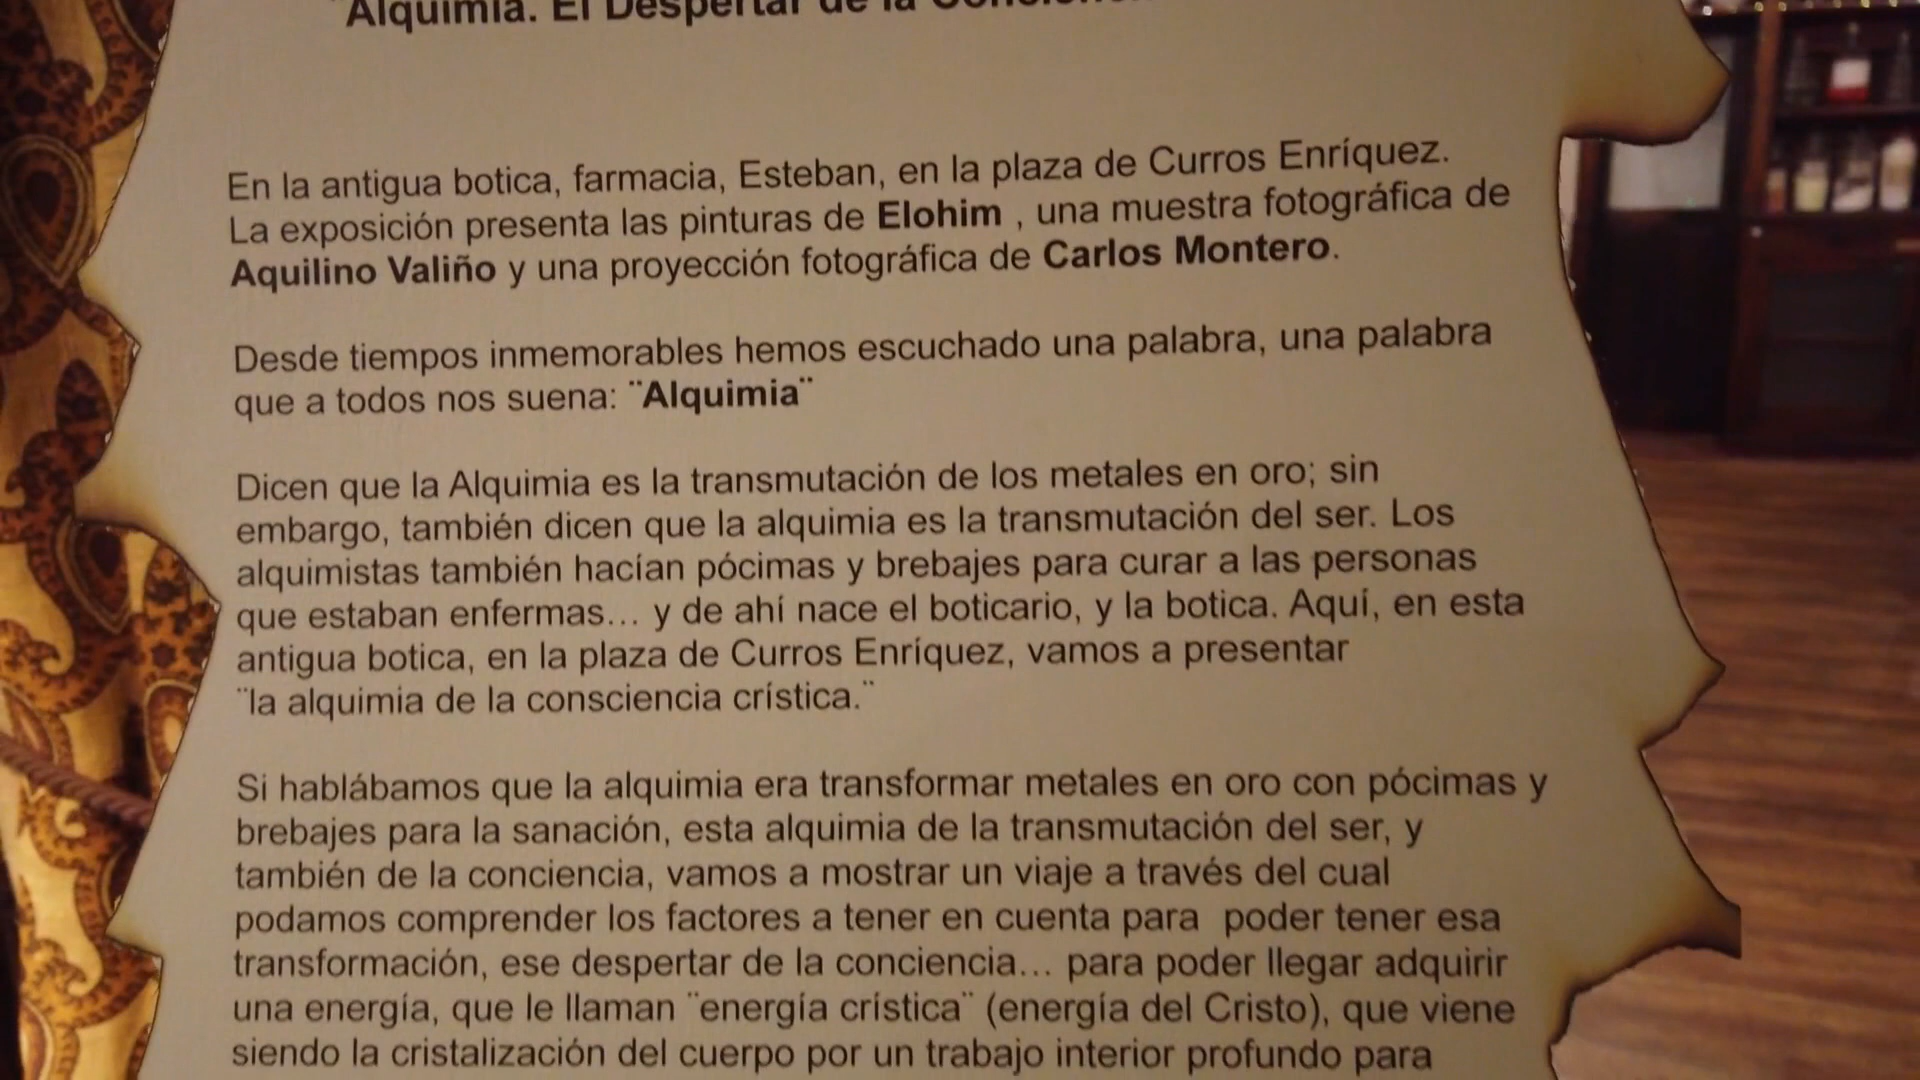 ¨Alquimia. El Despertar de la
En la antigua botica, farmacia, Esteban, en la plaza de Curros Enríquez.
La exposición presenta las pinturas de Elohim , una muestra fotográfica de
Aquilino Valiño y una proyección fotográfica de Carlos Montero.
Desde tiempos inmemorables hemos escuchado una palabra, una palabra
que a todos nos suena: ¨Alquimia¨
Dicen que la Alquimia es la transmutación de los metales en oro; sin
embargo, también dicen que la alquimia es la transmutación del ser. Los
alquimistas también hacían pócimas y brebajes para curar a las personas
que estaban enfermas... y de ahí nace el boticario, y la botica. Aquí, en esta
antigua botica, en la plaza de Curros Enríquez, vamos a presentar
¨la alquimia de la consciencia crística.¨
Si hablábamos que la alquimia era transformar metales en oro con pócimas y
brebajes para la sanación, esta alquimia de la transmutación del ser, y
también de la conciencia, vamos a mostrar un viaje a través del cual
podamos comprender los factores a tener en cuenta para poder tener esa
transformación, ese despertar de la conciencia... para poder llegar adquirir
una energía, que le llaman ¨energía crística¨ (energía del Cristo), que viene
siendo la cristalización del cuerpo por un trabajo interior profundo para